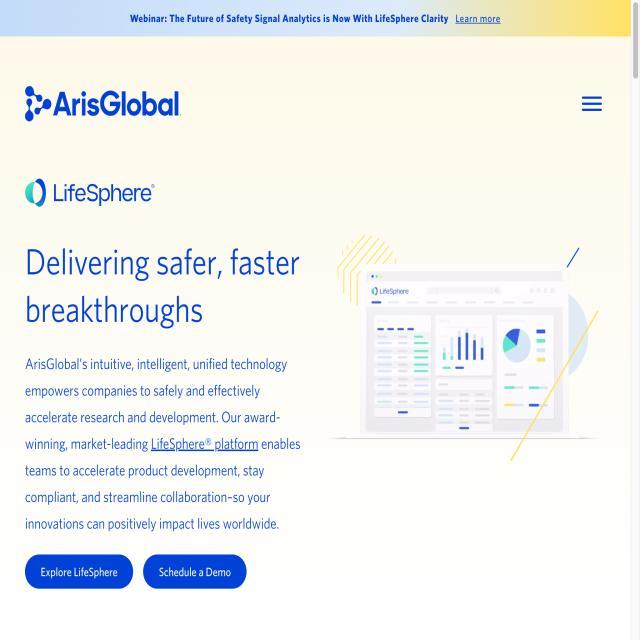 Webinar: The Future of Safety Signal Analytics is Now With LifeSphere Clarity Learn more
ArisGlobal
LifeSphere®
Delivering safer, faster
breakthroughs
ArisGlobal's intuitive, intelligent, unified technology
empowers companies to safely and effectively
accelerate research and development. Our award-
winning, market-leading LifeSphere® platform enables
teams to accelerate product development, stay
compliant, and streamline collaboration–so your
innovations can positively impact lives worldwide.
LifeSphere
Explore LifeSphere
Schedule a Demo